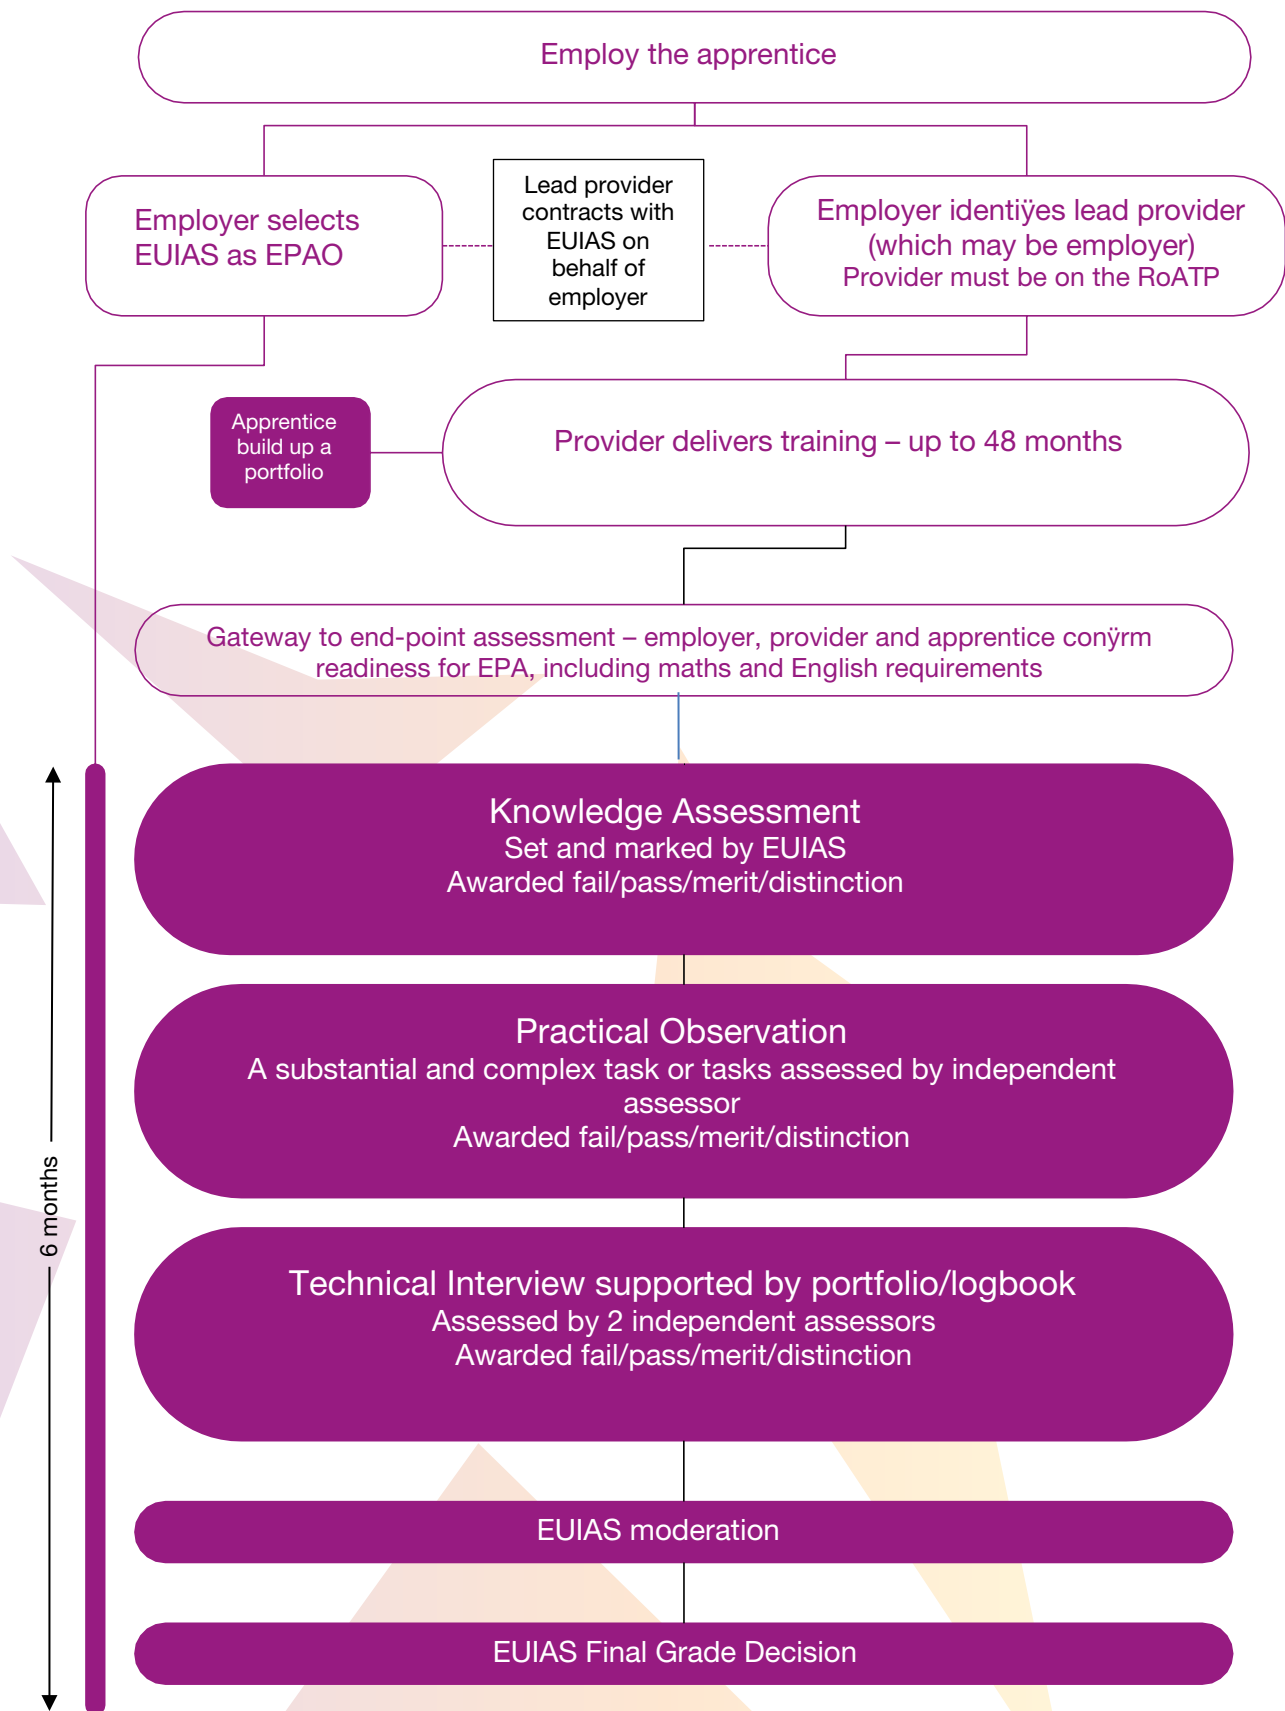 Employ the apprentice
Employer selects
EUIAS as EPAO
Lead provider
contracts with
EUIAS on
behalf of
employer
Employer identiÿes lead provider
(which may be employer)
Provider must be on the RoATP
Apprentice
build up a
portfolio
Provider delivers training – up to 48 months
Gateway to end-point assessment – employer, provider and apprentice conÿrm
readiness for EPA, including maths and English requirements
Knowledge Assessment
Set and marked by EUIAS
Awarded fail/pass/merit/distinction
Practical Observation
A substantial and complex task or tasks assessed by independent
assessor
Awarded fail/pass/merit/distinction
6 months
Technical Interview supported by portfolio/logbook
Assessed by 2 independent assessors
Awarded fail/pass/merit/distinction
EUIAS moderation
EUIAS Final Grade Decision